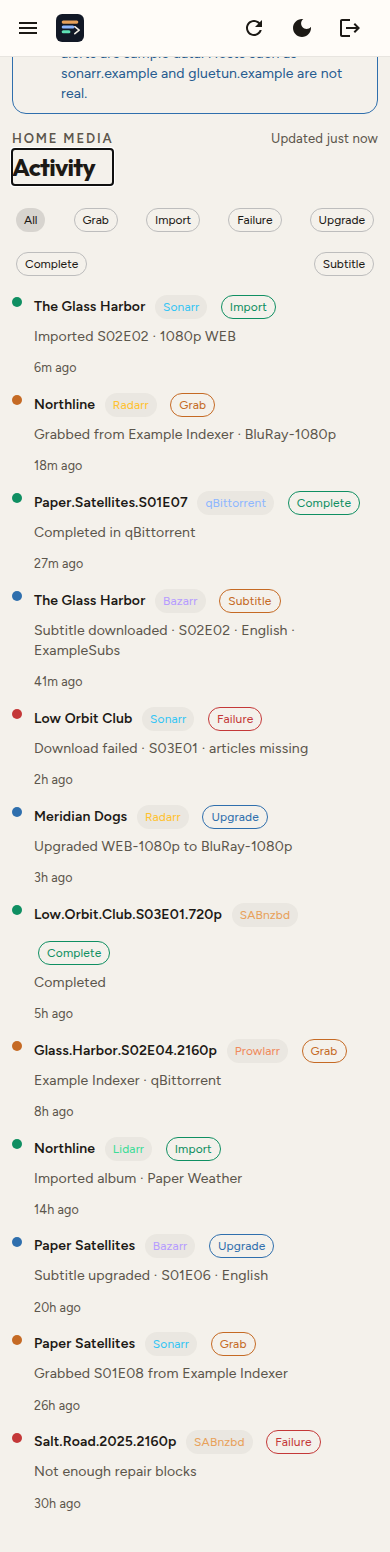 alerts are sample data. Hosts such as
sonarr.example and gluetun.example are not
real.
HOME MEDIA
Updated just now
Activity
All Grab Import Failure Upgrade
Complete Subtitle
The Glass Harbor Sonarr Import
Imported S02E02 · 1080p WEB
6m ago
Northline Radarr Grab
Grabbed from Example Indexer · BluRay-1080p
18m ago
Paper.Satellites.S01E07 qBittorrent Complete
Completed in qBittorrent
27m ago
The Glass Harbor Bazarr Subtitle
Subtitle downloaded · S02E02 · English ·
ExampleSubs
41m ago
Low Orbit Club Sonarr Failure
Download failed · S03E01 · articles missing
2h ago
Meridian Dogs Radarr Upgrade
Upgraded WEB-1080p to BluRay-1080p
3h ago
Low.Orbit.Club.S03E01.720p SABnzbd
Complete
Completed
5h ago
Glass.Harbor.S02E04.2160p Prowlarr Grab
Example Indexer · qBittorrent
8h ago
Northline Lidarr Import
Imported album · Paper Weather
14h ago
Paper Satellites Bazarr Upgrade
Subtitle upgraded · S01E06 · English
20h ago
Paper Satellites Sonarr Grab
Grabbed S01E08 from Example Indexer
26h ago
Salt.Road.2025.2160p SABnzbd Failure
Not enough repair blocks
30h ago